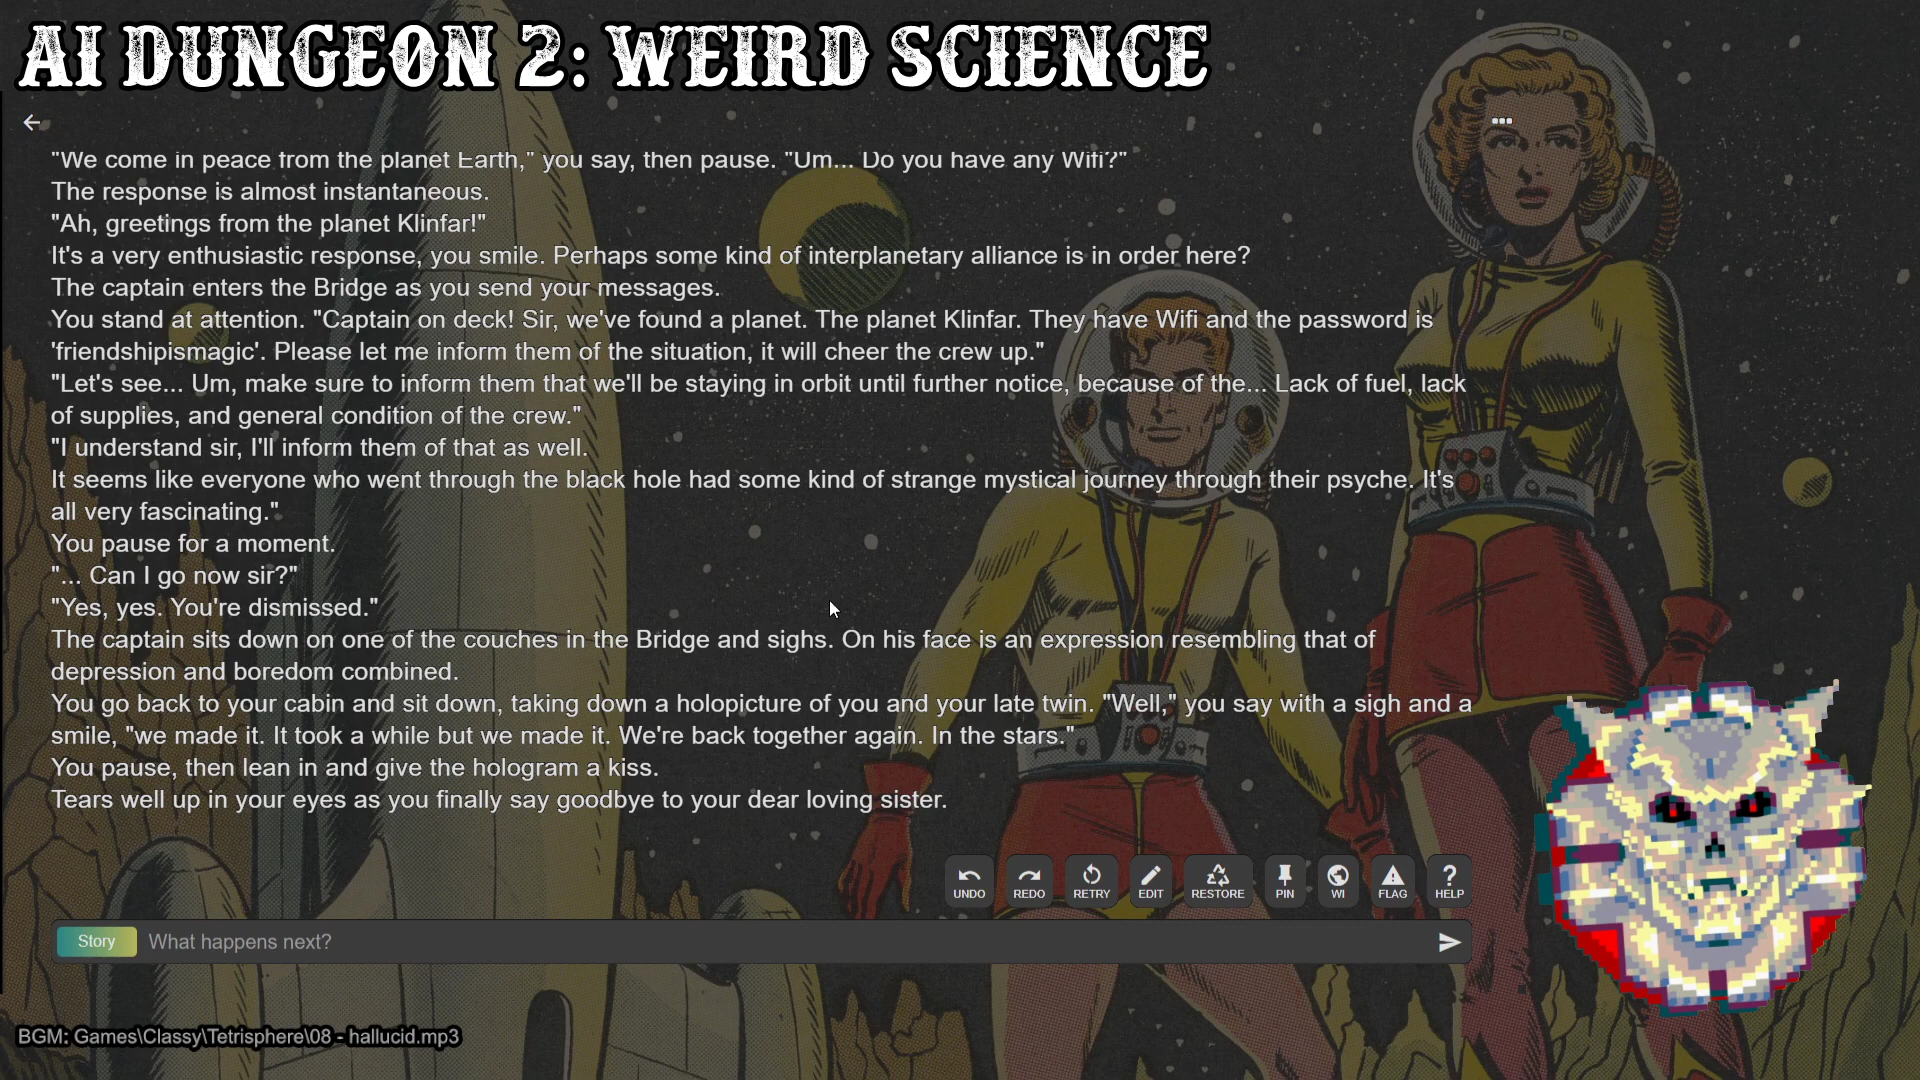 AI DUNGEON 2: WEIRD SCIENCE
"We come in peace from the planet Earth," you say, then pause. "Um... Do you have any Wifi?"
The response is almost instantaneous.
"Ah, greetings from the planet Klinfar!"
It's a very enthusiastic response, you smile. Perhaps some kind of interplanetary alliance is in order here?
The captain enters the Bridge as you send your messages.
You stand at attention. "Captain on deck! Sir, we've found a planet. The planet Klinfar. They have Wifi and the password is
'friendshipismagic'. Please let me inform them of the situation, it will cheer the crew up."
"Let's see... Um, make sure to inform them that we'll be staying in orbit until further notice, because of the... Lack of fuel, lack
of supplies, and general condition of the crew."
"I understand sir, I'll inform them of that as well.
It seems like everyone who went through the black hole had some kind of strange mystical journey through their psyche. It's
all very fascinating."
You pause for a moment.
"... Can I go now sir?"
"Yes, yes. You're dismissed."
The captain sits down on one of the couches in the Bridge and sighs. On his face is an expression resembling that of
depression and boredom combined.
You go back to your cabin and sit down, taking down a holopicture of you and your late twin. "Well," you say with a sigh and a
smile, "we made it. It took a while but we made it. We're back together again. In the stars."
You pause, then lean in and give the hologram a kiss.
Tears well up in your eyes as you finally say goodbye to your dear loving sister.
UNDO REDO RETRY EDIT RESTORE PIN WI FLAG HELP
Story What happens next?
BGM: Games\Classy\Tetrisphere\08 - hallucid.mp3